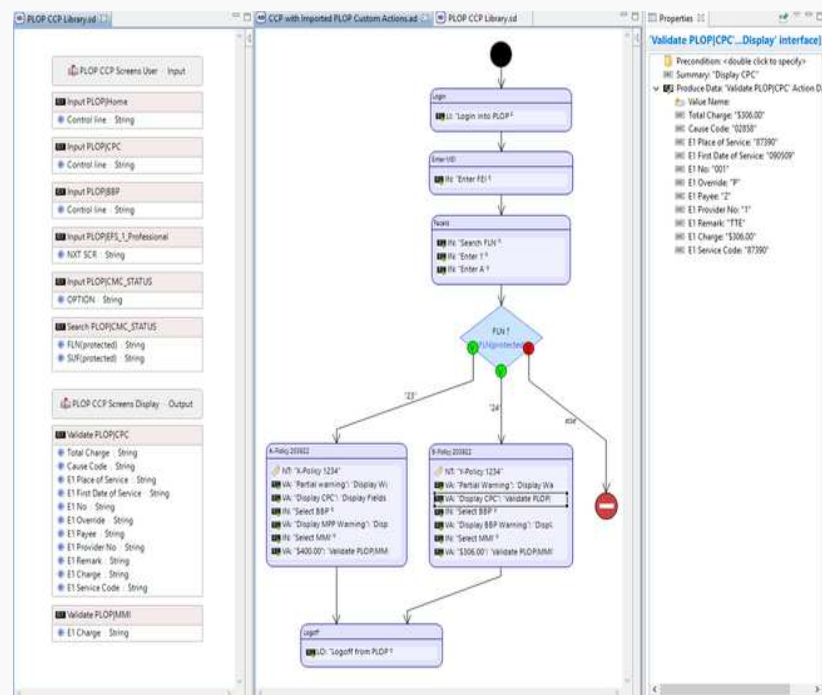 PLOP CCP Library.sd
PLOP CCP Screens User Input
Input PLOP|Home
Control line : String
Input PLOP|CPC
Control line : String
Input PLOP|BBP
Control line : String
Input PLOP|EFS_1_Professional
NXT SCR : String
Input PLOP|CMC_STATUS
OPTION : String
Search PLOP|CMC_STATUS
FLN(protected) : String
SUF(protected) : String
PLOP CCP Screens Display Output
Validate PLOP|CPC
Total Charge : String
Cause Code : String
E1 Place of Service : String
E1 First Date of Service : String
E1 No : String
E1 Override : String
E1 Payee : String
E1 Provider No : String
E1 Remark : String
E1 Charge : String
E1 Service Code : String
Validate PLOP|MMI
E1 Charge : String
CCP with Imported PLOP Custom Actions.ad
PLOP CCP Library.sd
Login
LI: "Login into PLOP"
Enter FEI
IN: "Enter FEI"
Facets
IN: "Search FLN"
IN: "Enter 1"
IN: "Enter A"
FLN ?
FLN(protected)
"23"
"24"
else
X-Policy 203922
NT: "X-Policy 1234"
VA: "Partial warning": 'Display Wa
VA: "Display CPC": 'Display Fields
IN: "Select BBP"
VA: "Display MPP Warning": 'Disp
IN: "Select MMI"
VA: "$400.00": 'Validate PLOP|MMI
NT: "Y-Policy 1234"
VA: "Partial Warning": 'Display Wa
VA: "Display CPC": 'Validate PLOP|
IN: "Select BBP"
VA: "Display BBP Warning": 'Displ
IN: "Select MMI"
VA: "$306.00": 'Validate PLOP|MMI
Logoff
LO: "Logoff from PLOP"
Properties
'Validate PLOP|CPC'...Display' interface]
Precondition: <double click to specify>
Summary: "Display CPC"
Produce Data: 'Validate PLOP|CPC' Action D
Value Name:
Total Charge: "$306.00"
Cause Code: "02858"
E1 Place of Service: "87390"
E1 First Date of Service: "090509"
E1 No: "001"
E1 Override: "P"
E1 Payee: "2"
E1 Provider No: "1"
E1 Remark: "TTE"
E1 Charge: "$306.00"
E1 Service Code: "87390"